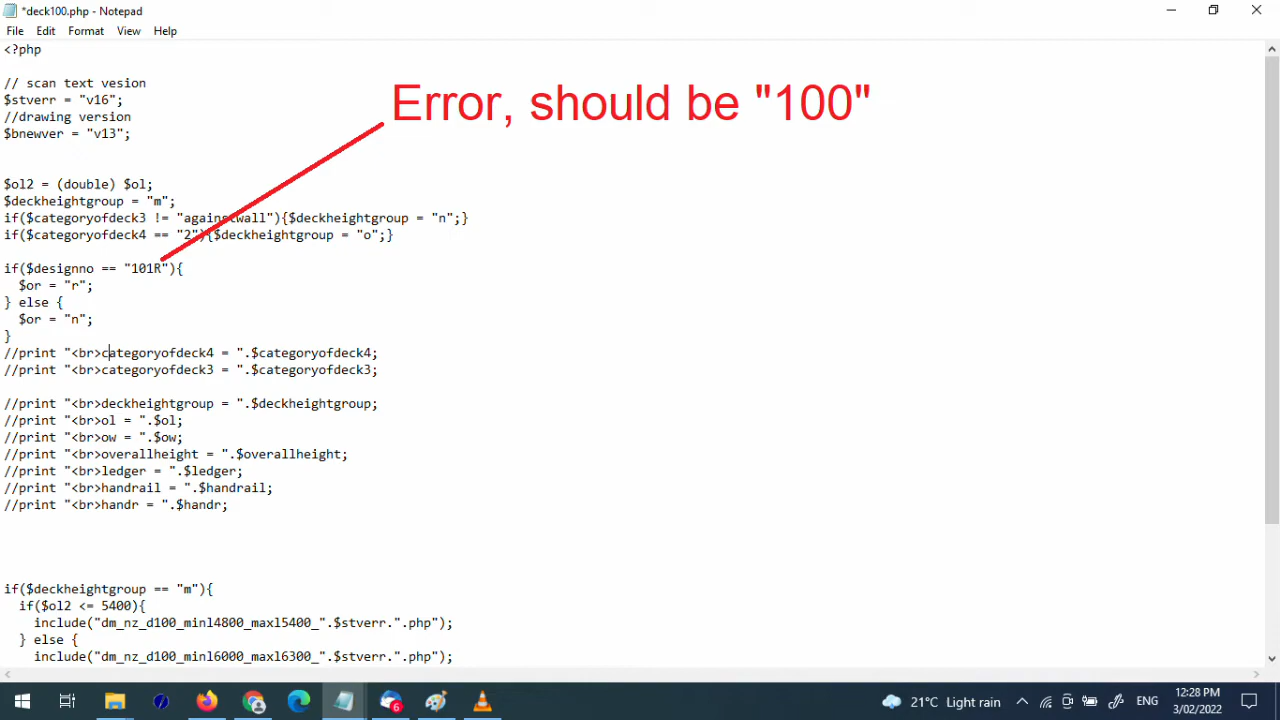 *deck100.php - Notepad
File Edit Format View Help
<?php
// scan text vesion
$stverr = "v16";
//drawing version
$bnewver = "v13";
Error, should be "100"
$ol2 = (double) $ol;
$deckheightgroup = "m";
if($categoryofdeck3 != "againstwall"){$deckheightgroup = "n";}
if($categoryofdeck4 == "2"){$deckheightgroup = "o";}
if($designno == "101R"){
$or = "r";
} else {
$or = "n";
}
//print "<br>categoryofdeck4 = ".$categoryofdeck4;
//print "<br>categoryofdeck3 = ".$categoryofdeck3;
//print "<br>deckheightgroup = ".$deckheightgroup;
//print "<br>ol = ".$ol;
//print "<br>ow = ".$ow;
//print "<br>overallheight = ".$overallheight;
//print "<br>ledger = ".$ledger;
//print "<br>handrail = ".$handrail;
//print "<br>handr = ".$handr;
if($deckheightgroup == "m"){
if($ol2 <= 5400){
include("dm_nz_d100_minl4800_maxl5400_".$stverr.".php");
} else {
include("dm_nz_d100_minl6000_maxl6300_".$stverr.".php");
6
21°C Light rain
ENG
12:28 PM
3/02/2022